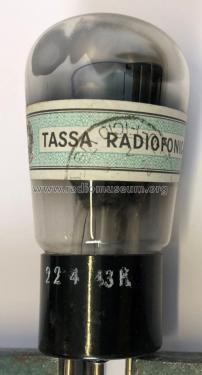 TASSA RADIOFONIC
©www.radiomuseum.org
224 43R